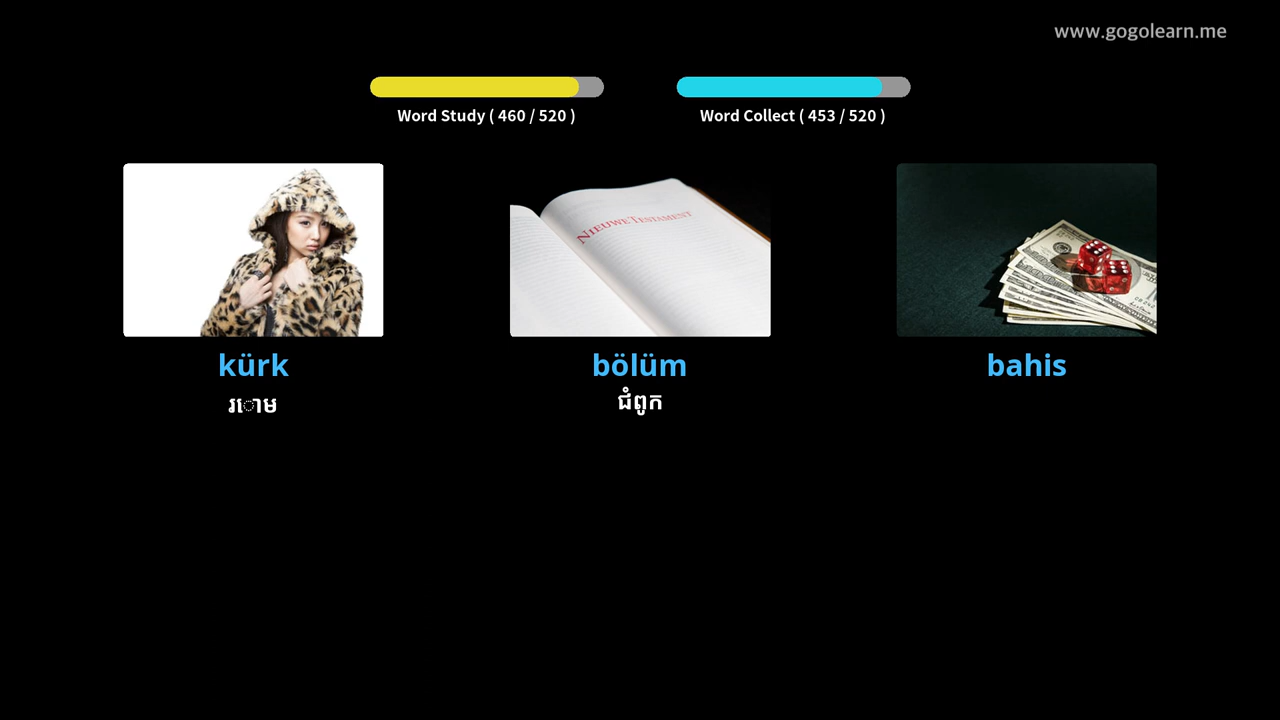 www.gogolearn.me
Word Study ( 460 / 520 )
Word Collect ( 453 / 520 )
NIEUWE TESTAMENT
kürk
bölüm
bahis
រោម
ជំពូក